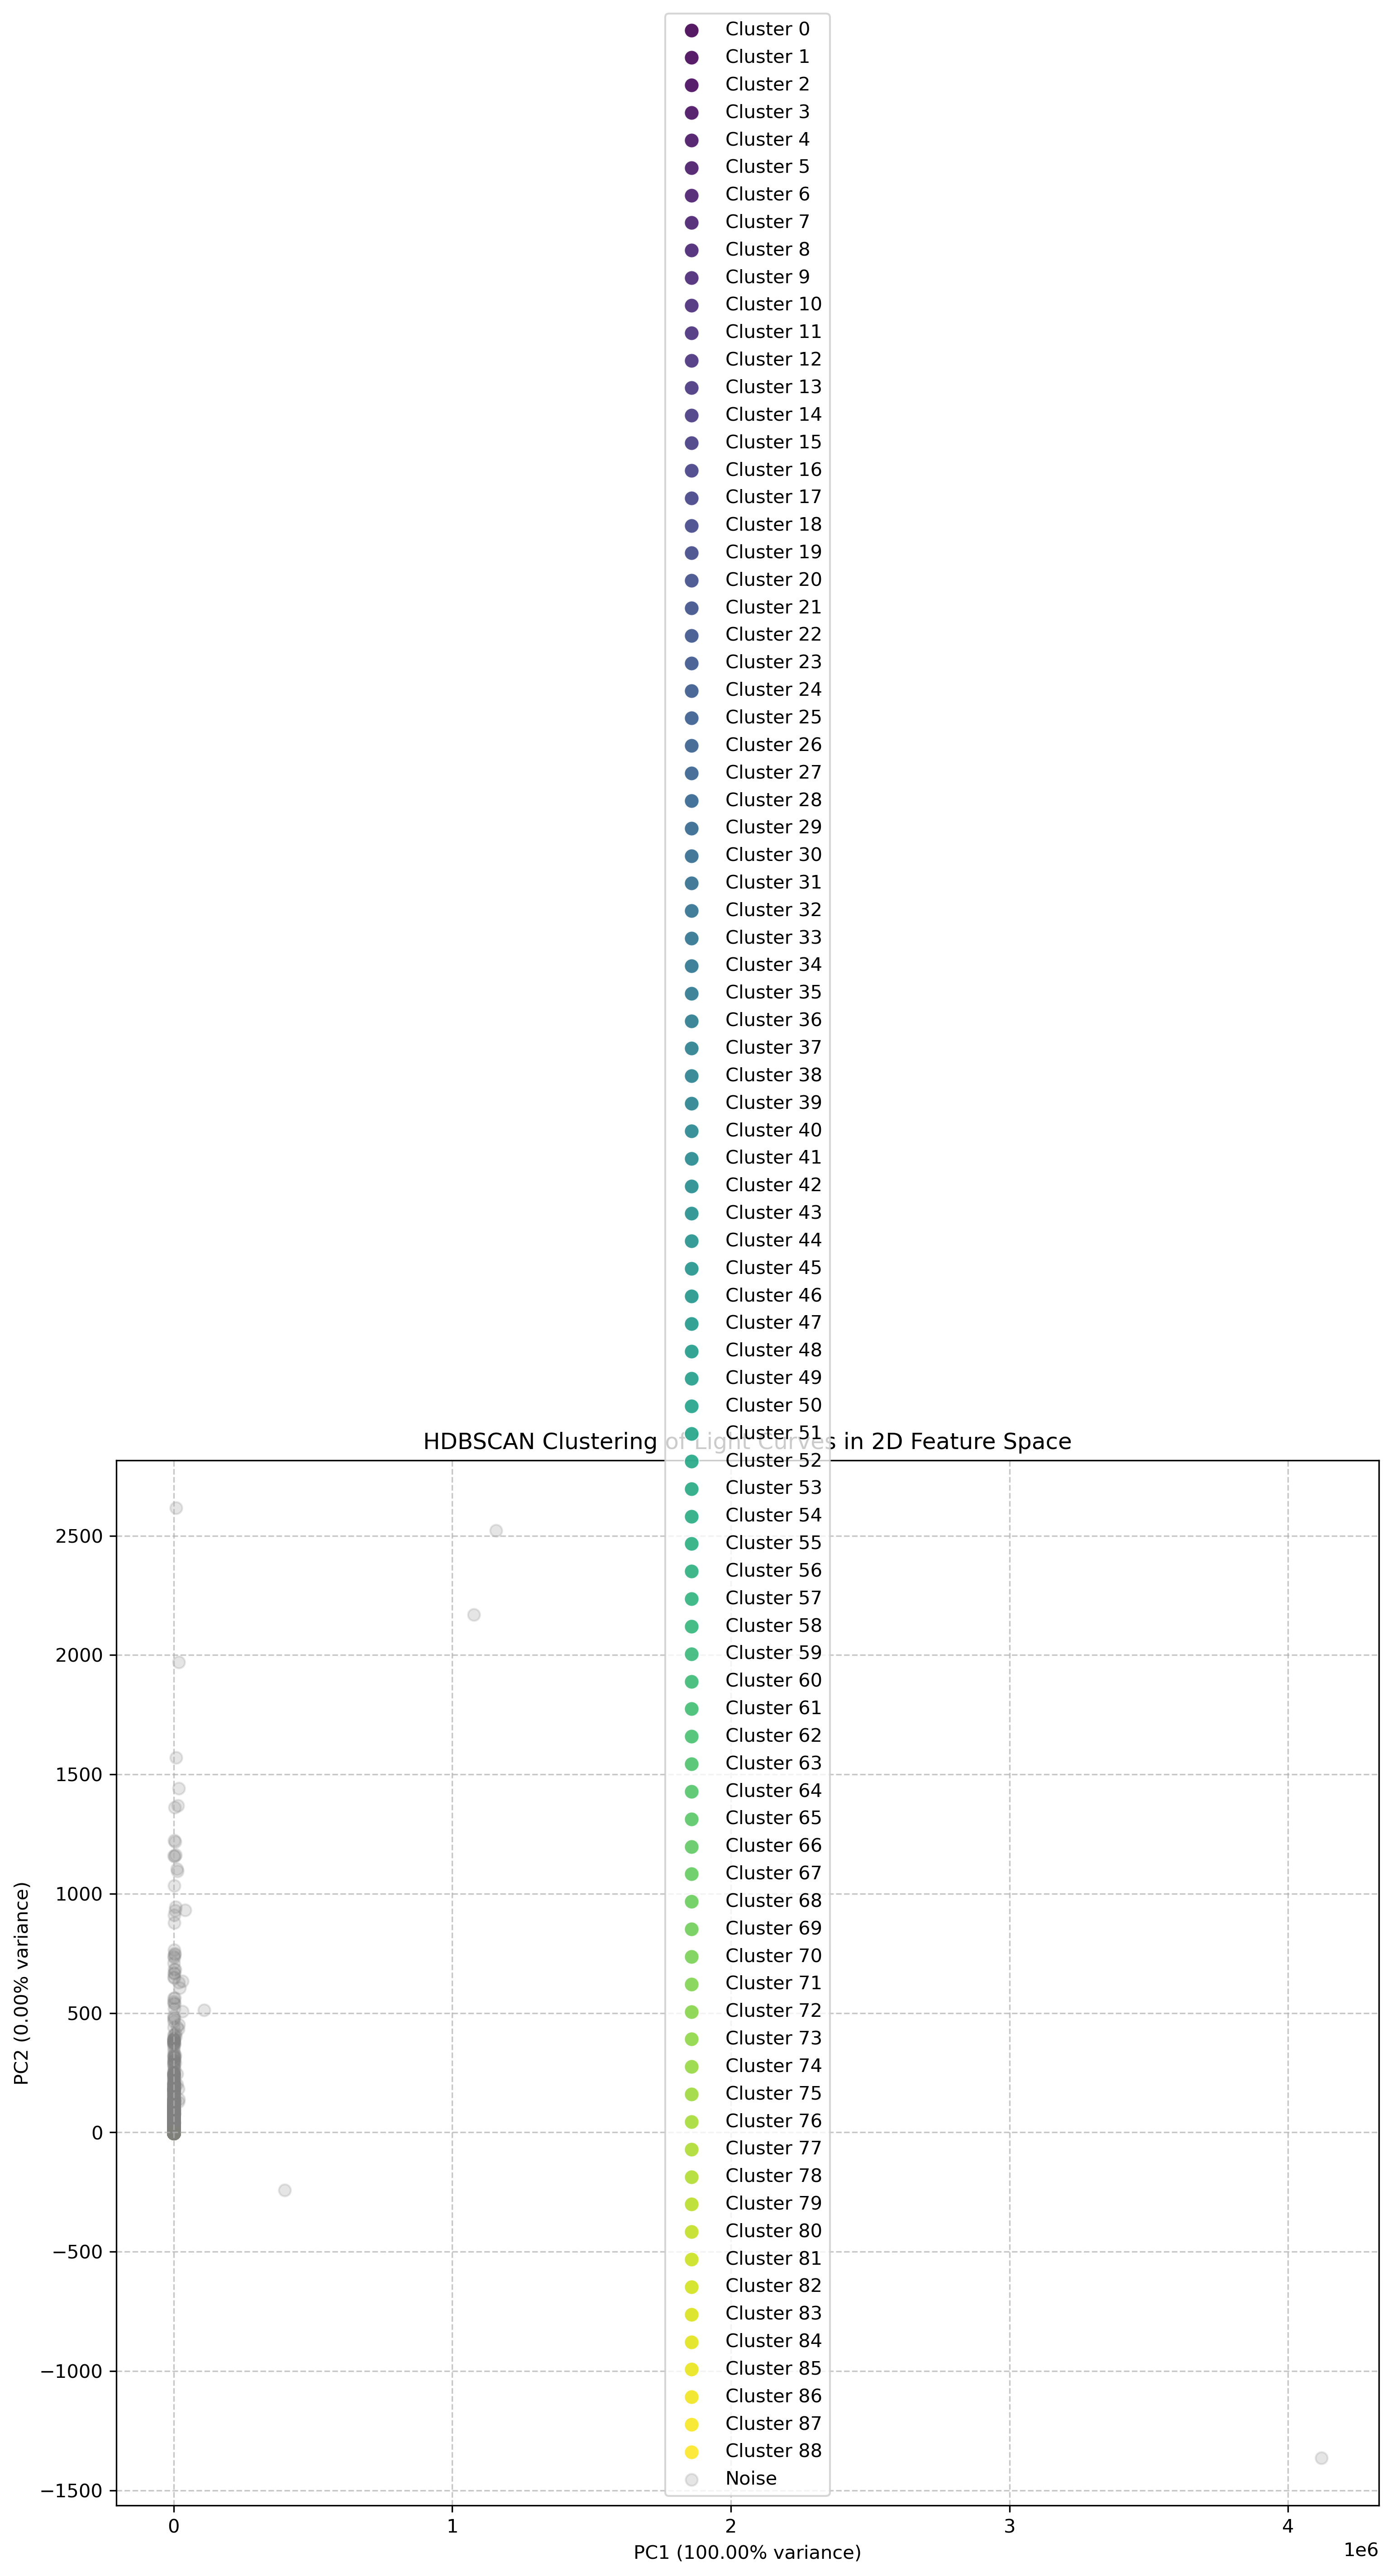 Cluster 0
Cluster 1
Cluster 2
Cluster 3
Cluster 4
Cluster 5
Cluster 6
Cluster 7
Cluster 8
Cluster 9
Cluster 10
Cluster 11
Cluster 12
Cluster 13
Cluster 14
Cluster 15
Cluster 16
Cluster 17
Cluster 18
Cluster 19
Cluster 20
Cluster 21
Cluster 22
Cluster 23
Cluster 24
Cluster 25
Cluster 26
Cluster 27
Cluster 28
Cluster 29
Cluster 30
Cluster 31
Cluster 32
Cluster 33
Cluster 34
Cluster 35
Cluster 36
Cluster 37
Cluster 38
Cluster 39
Cluster 40
Cluster 41
Cluster 42
Cluster 43
Cluster 44
Cluster 45
Cluster 46
Cluster 47
Cluster 48
Cluster 49
Cluster 50
Cluster 51
Cluster 52
Cluster 53
Cluster 54
Cluster 55
Cluster 56
Cluster 57
Cluster 58
Cluster 59
Cluster 60
Cluster 61
Cluster 62
Cluster 63
Cluster 64
Cluster 65
Cluster 66
Cluster 67
Cluster 68
Cluster 69
Cluster 70
Cluster 71
Cluster 72
Cluster 73
Cluster 74
Cluster 75
Cluster 76
Cluster 77
Cluster 78
Cluster 79
Cluster 80
Cluster 81
Cluster 82
Cluster 83
Cluster 84
Cluster 85
Cluster 86
Cluster 87
Cluster 88
Noise
HDBSCAN Clustering of Light Curves in 2D Feature Space
2500
2000
1500
1000
500
0
−500
−1000
−1500
PC2 (0.00% variance)
0
1
2
3
4
1e6
PC1 (100.00% variance)